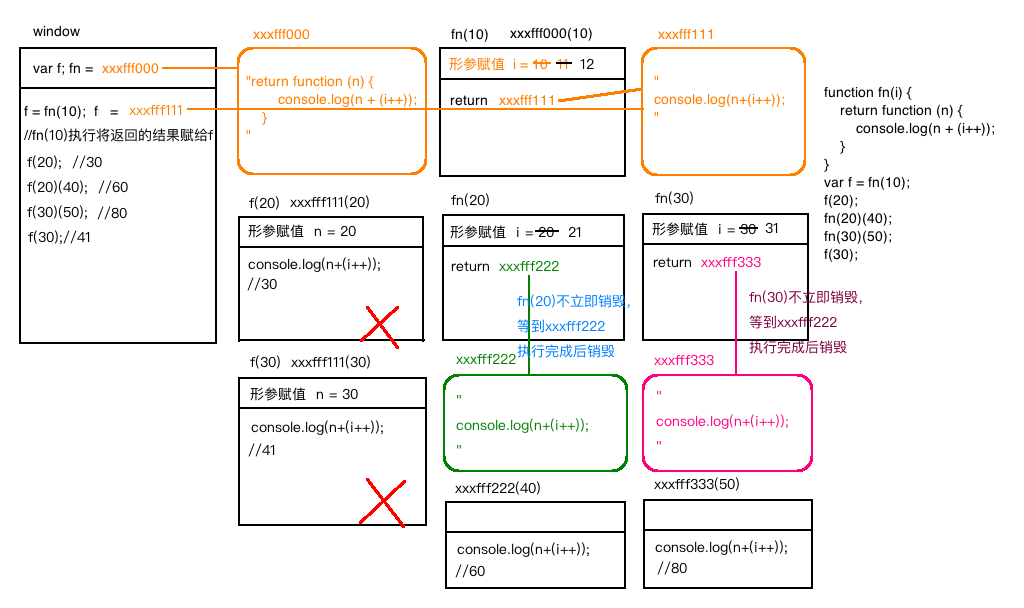 window
var f; fn = xxxfff000
f = fn(10); f = xxxfff111
//fn(10)执行将返回的结果赋给f
f(20); //30
f(20)(40); //60
f(30)(50); //80
f(30);//41
xxxfff000
"return function (n) {
console.log(n + (i++));
}
"
fn(10) xxxfff000(10)
形参赋值 i = 10 11 12
return xxxfff111
xxxfff111
"
console.log(n+(i++));
"
function fn(i) {
return function (n) {
console.log(n + (i++));
}
}
var f = fn(10);
f(20);
fn(20)(40);
fn(30)(50);
f(30);
f(20) xxxfff111(20)
形参赋值 n = 20
console.log(n+(i++));
//30
fn(20)
形参赋值 i = 20 21
return xxxfff222
fn(20)不立即销毁,
等到xxxfff222
执行完成后销毁
fn(30)
形参赋值 i = 30 31
return xxxfff333
fn(30)不立即销毁,
等到xxxfff222
执行完成后销毁
f(30) xxxfff111(30)
形参赋值 n = 30
console.log(n+(i++));
//41
xxxfff222
"
console.log(n+(i++));
"
xxxfff333
"
console.log(n+(i++));
"
xxxfff222(40)
console.log(n+(i++));
//60
xxxfff333(50)
console.log(n+(i++));
//80